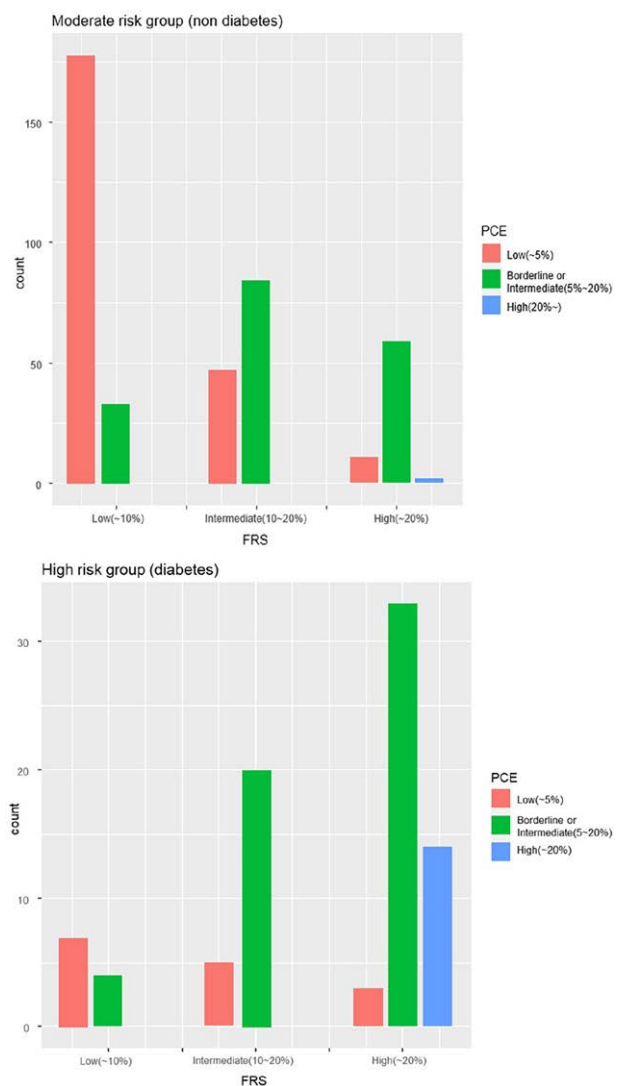 Moderate risk group (non diabetes)
150
100
50
0
count
Low(~10%)
Intermediate(10~20%)
High(~20%)
FRS
PCE
Low(~5%)
Borderline or
Intermediate(5%~20%)
High(20%~)
High risk group (diabetes)
30
20
10
0
count
Low(~10%)
Intermediate(10~20%)
High(~20%)
FRS
PCE
Low(~5%)
Borderline or
Intermediate(5~20%)
High(~20%)